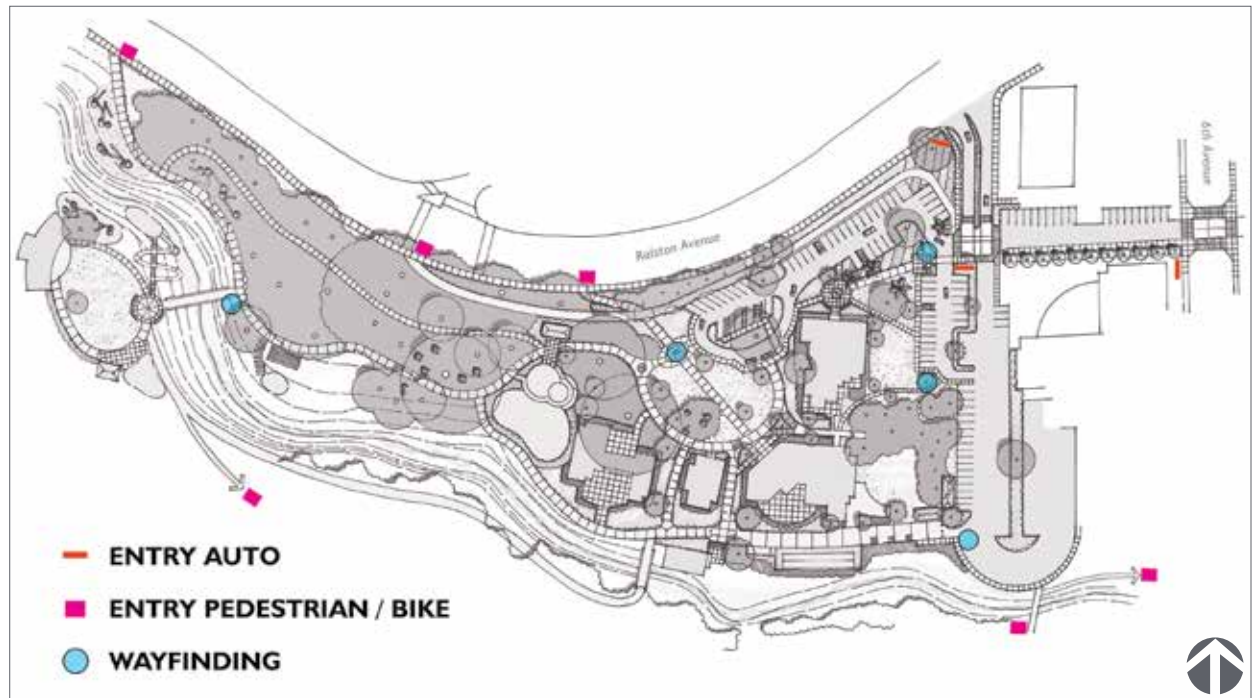 6th Avenue
Ralston Avenue
ENTRY AUTO
ENTRY PEDESTRIAN / BIKE
WAYFINDING